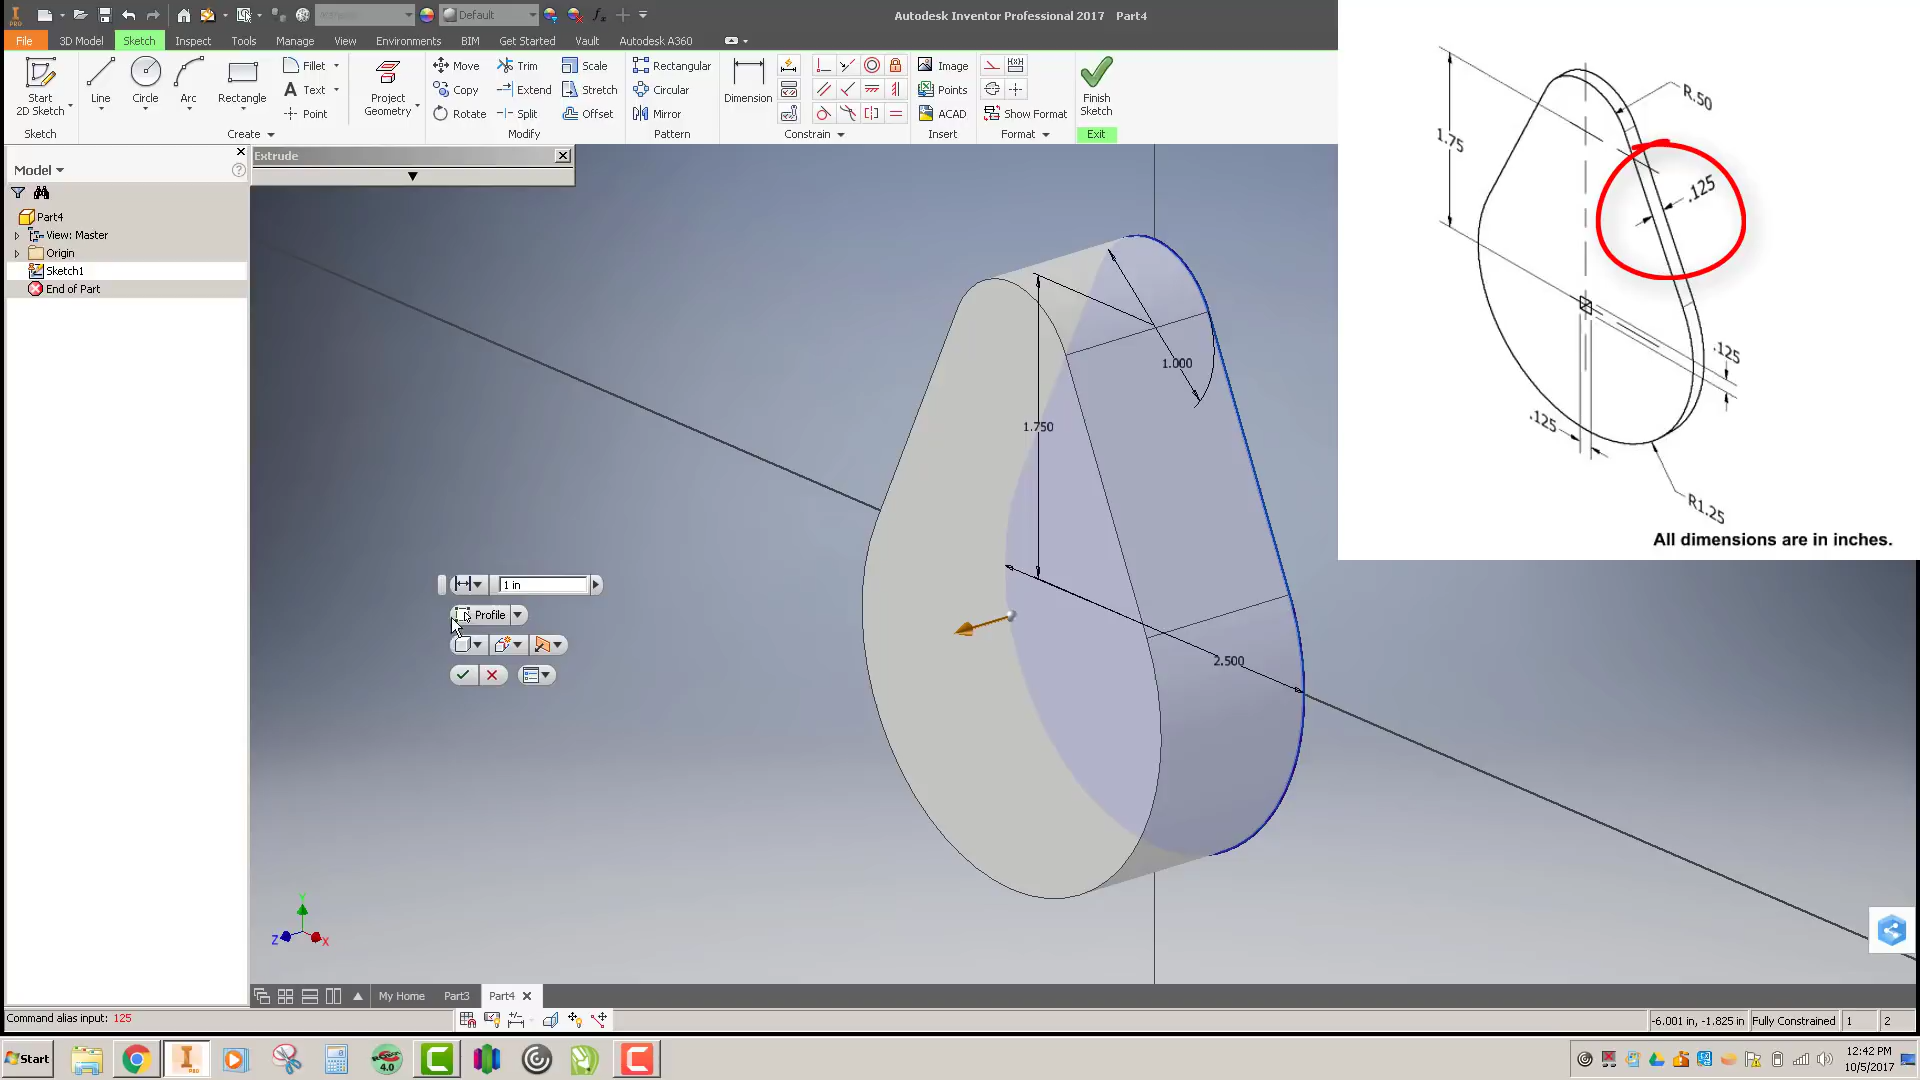 Default
Autodesk Inventor Professional 2017 Part4
File 3D Model Sketch Inspect Tools Manage View Environments BIM Get Started Vault Autodesk A360
Start
2D Sketch
Line
Circle
Arc
Rectangle
Fillet
Text
Point
Project
Geometry
Move
Copy
Rotate
Trim
Extend
Split
Scale
Stretch
Offset
Rectangular
Circular
Mirror
Dimension
Image
Points
ACAD
Show Format
Finish
Sketch
Sketch Create Modify Pattern Constrain Insert Format Exit
Model
Part4
View: Master
Origin
Sketch1
End of Part
Extrude
1 in
Profile
1.750
1.000
2.500
Y
Z
X
R.50
1.75
.125
.125
.125
R1.25
All dimensions are in inches.
My Home Part3 Part4
Command alias input: 125
-6.001 in, -1.825 in Fully Constrained 1 2
Start
4.0
12:42 PM
10/5/2017